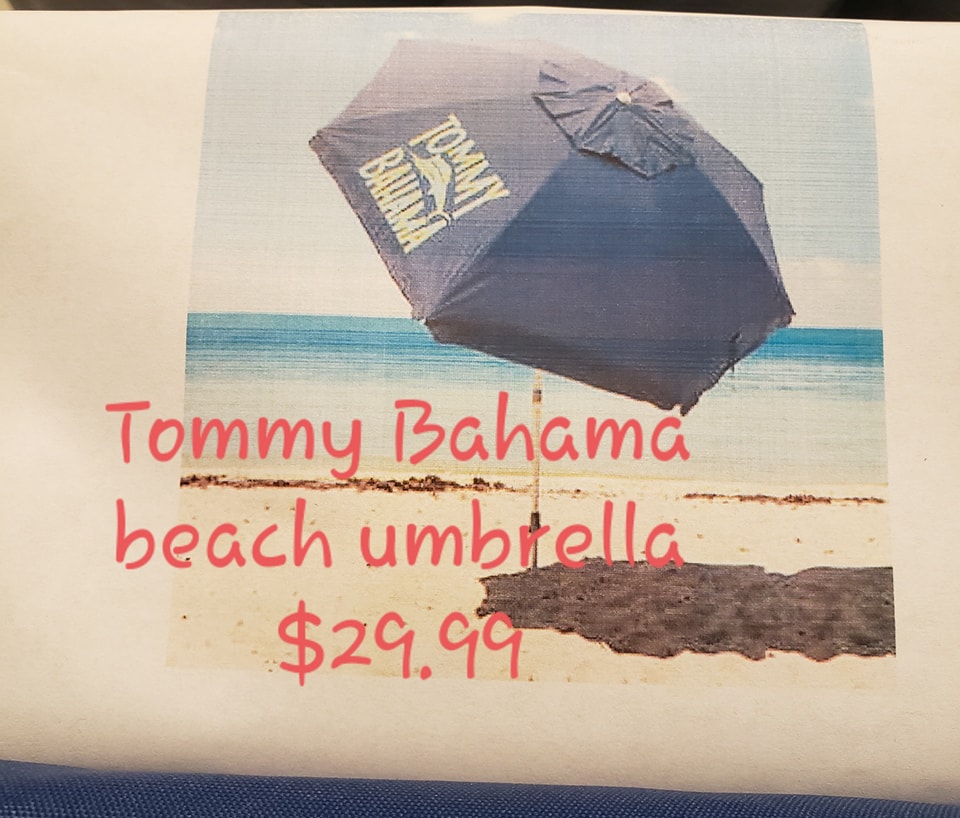 TOMMY
BAHAMA
Tommy Bahama
beach umbrella
$29.99